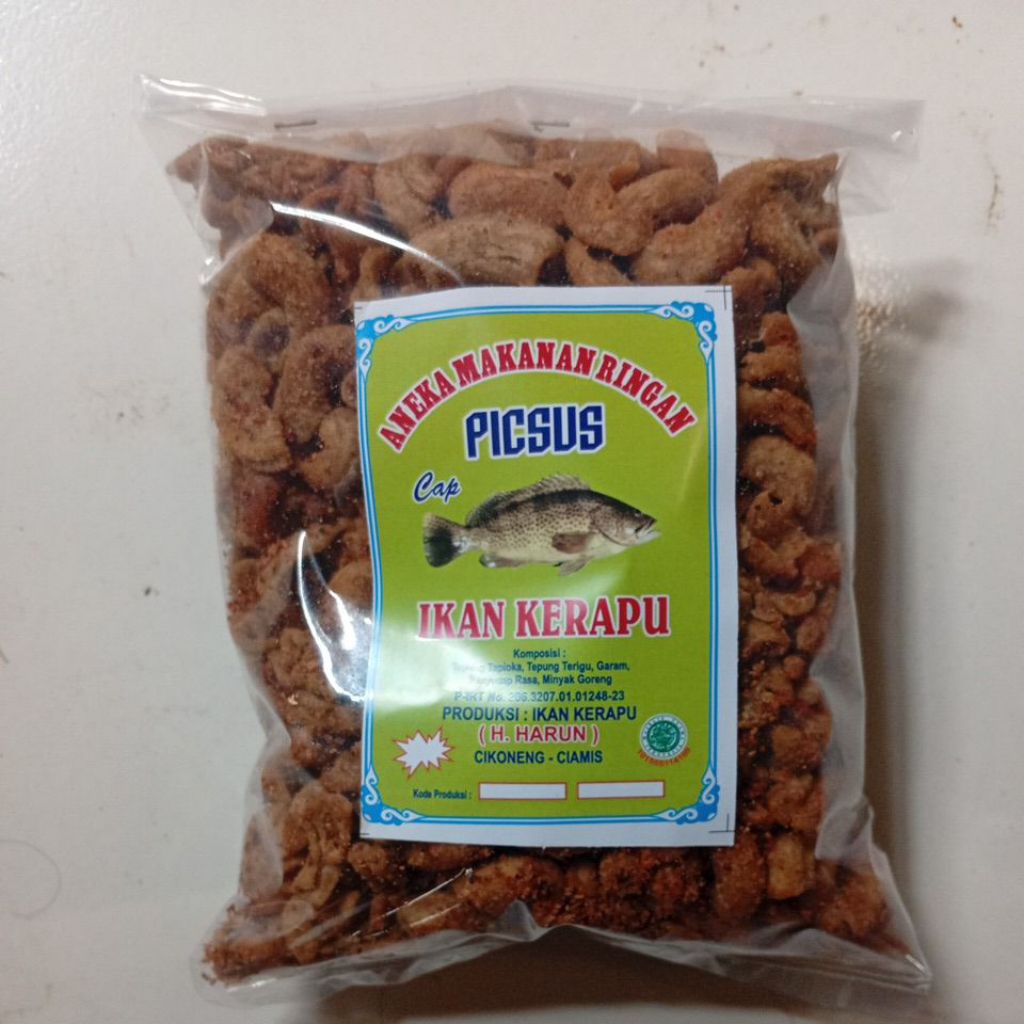 ANEKA MAKANAN RINGAN
PICSUS
Cap
IKAN KERAPU
Komposisi :
Tapioka, Tepung Terigu, Garam,
Rasa, Minyak Goreng
P-IRT No. 206.3207.01.01248-23
PRODUKSI : IKAN KERAPU
( H. HARUN )
CIKONENG - CIAMIS
Kode Produksi :